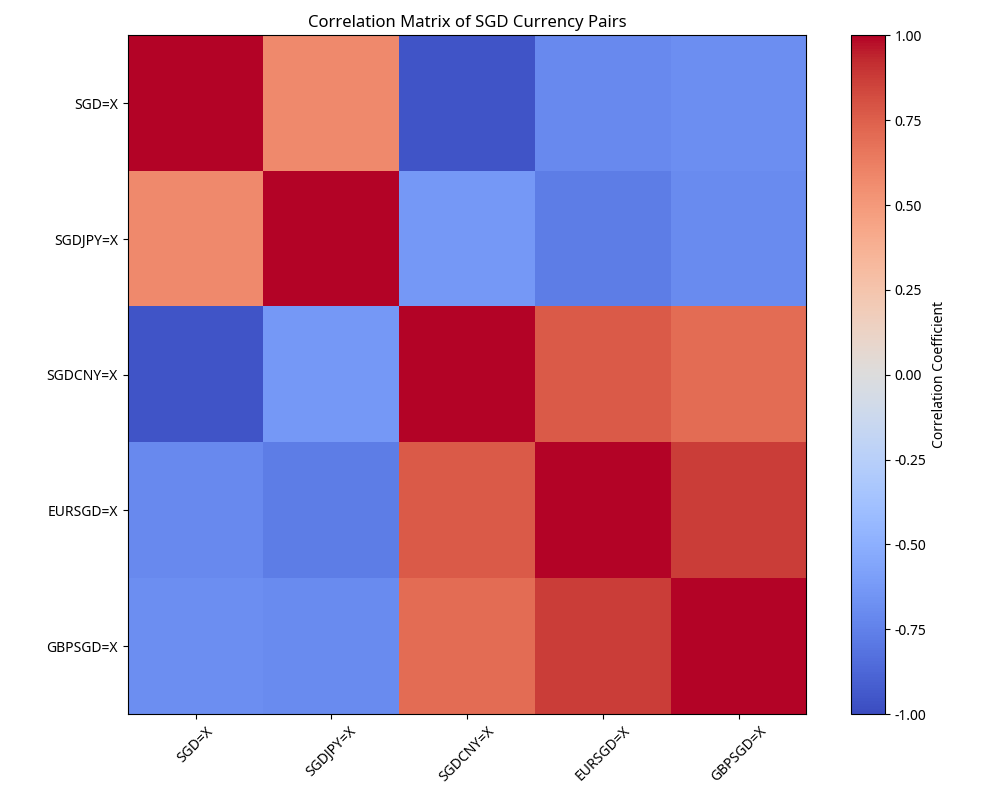 Correlation Matrix of SGD Currency Pairs
SGD=X
SGDJPY=X
SGDCNY=X
EURSGD=X
GBPSGD=X
SGD=X
SGDJPY=X
SGDCNY=X
EURSGD=X
GBPSGD=X
1.00
0.75
0.50
0.25
0.00
-0.25
-0.50
-0.75
-1.00
Correlation Coefficient